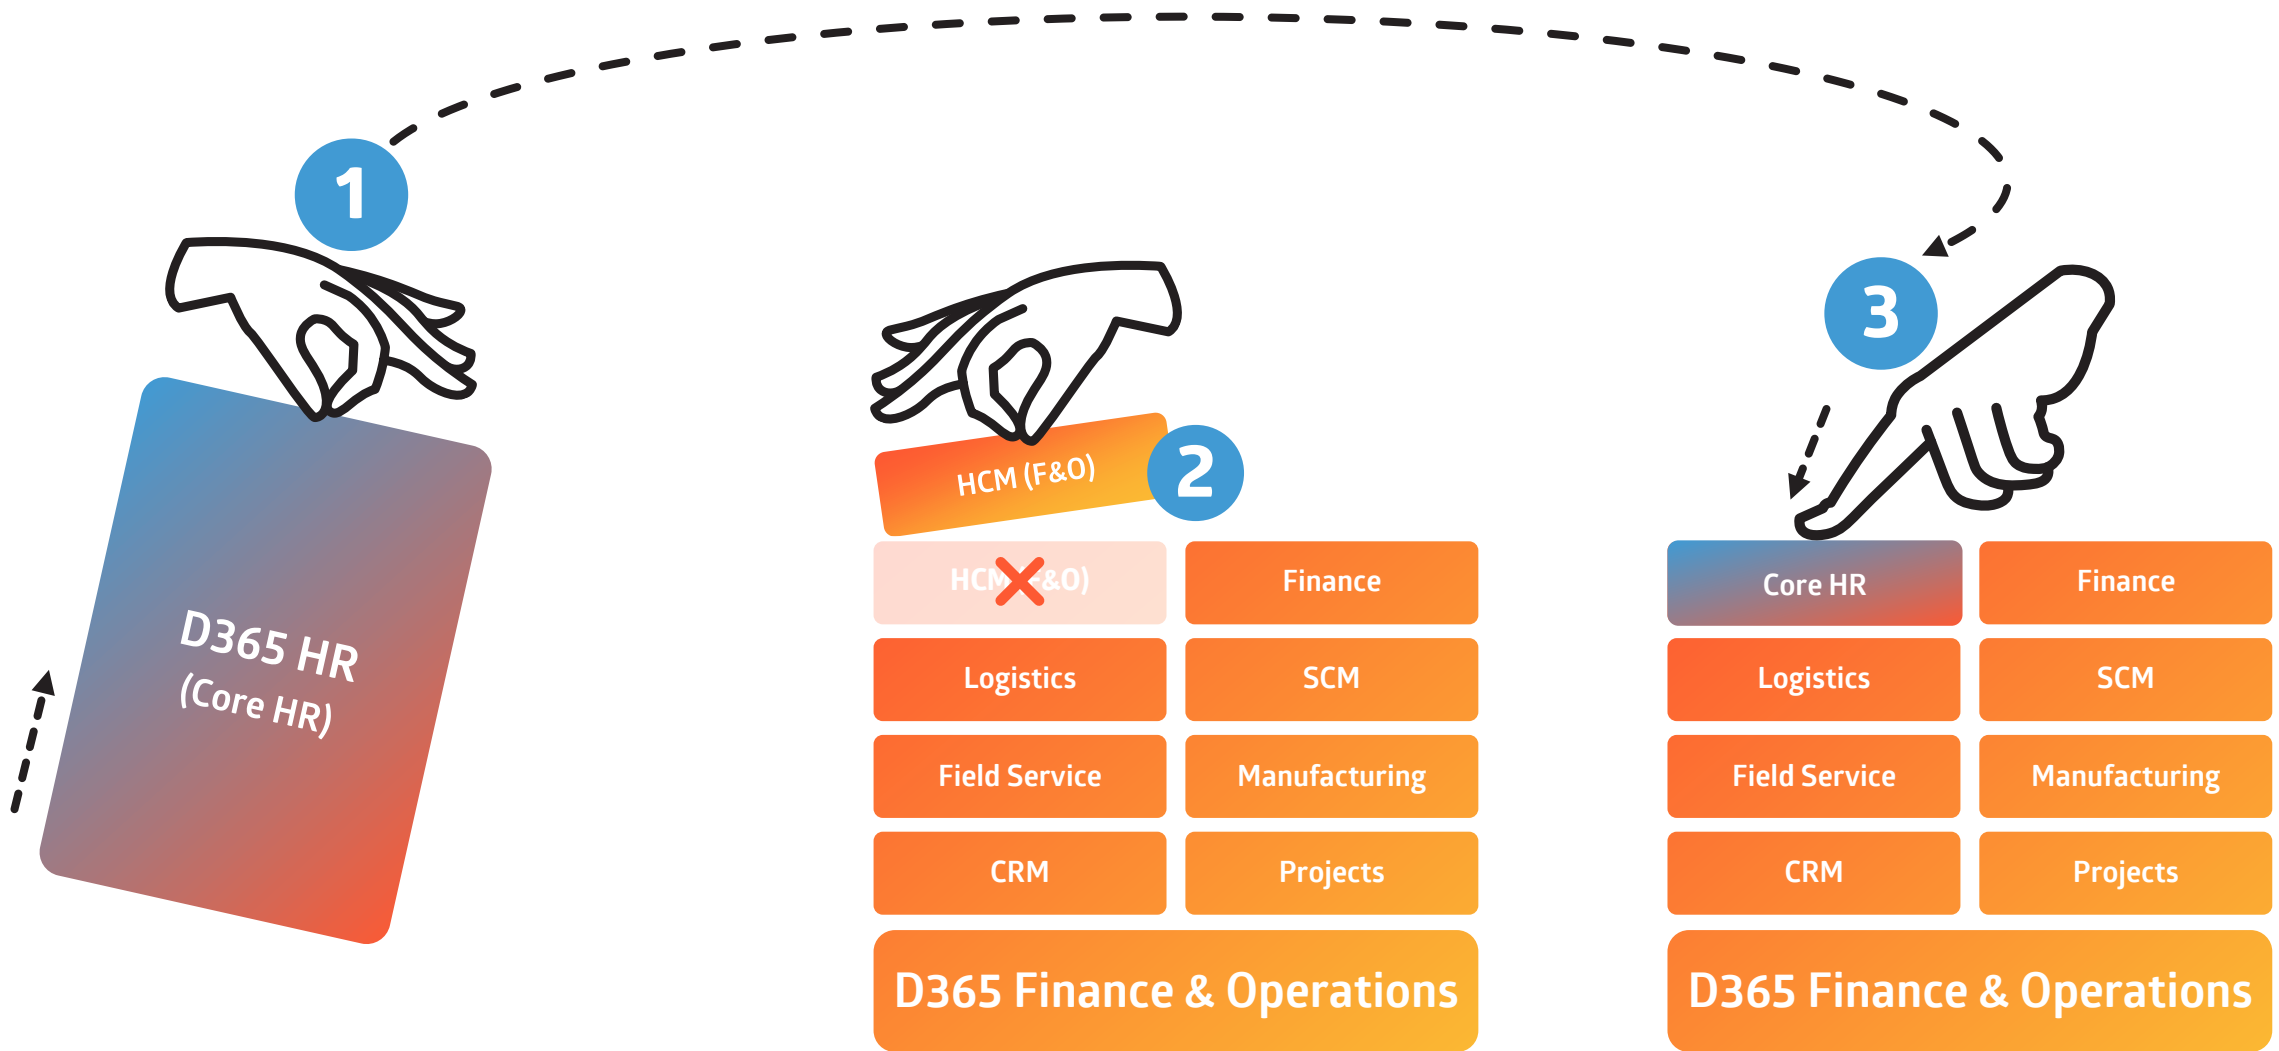 1
D365 HR
(Core HR)
HCM (F&O)
2
HCM (F&O)
Finance
Logistics
SCM
Field Service
Manufacturing
CRM
Projects
D365 Finance & Operations
3
Core HR
Finance
Logistics
SCM
Field Service
Manufacturing
CRM
Projects
D365 Finance & Operations